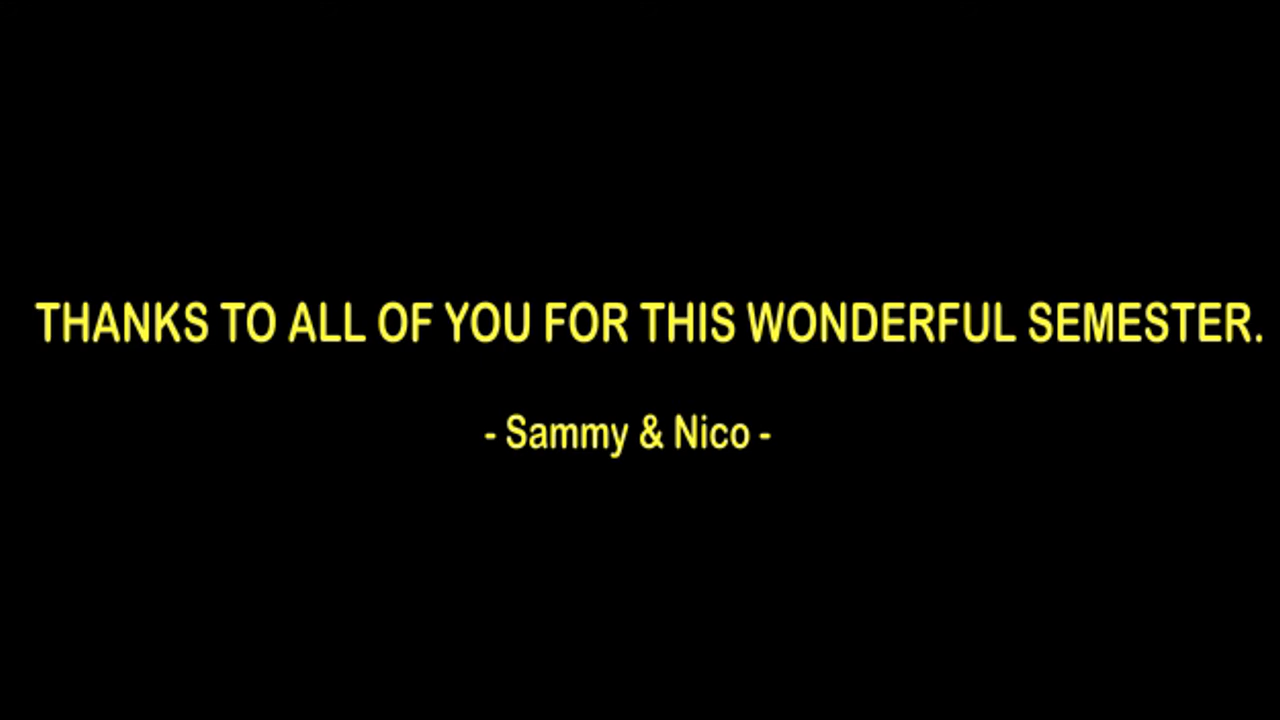 THANKS TO ALL OF YOU FOR THIS WONDERFUL SEMESTER.
- Sammy & Nico -